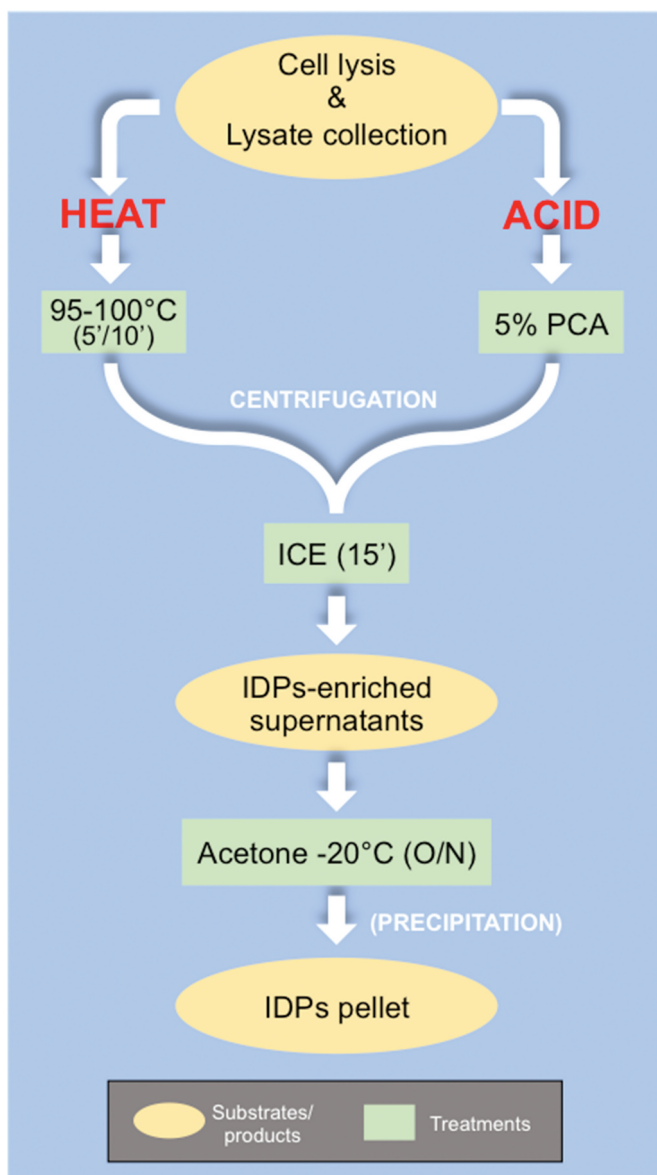 Cell lysis
&
Lysate collection
HEAT
ACID
95-100°C
(5’/10’)
5% PCA
CENTRIFUGATION
ICE (15’)
IDPs-enriched
supernatants
Acetone -20°C (O/N)
(PRECIPITATION)
IDPs pellet
Substrates/
products
Treatments